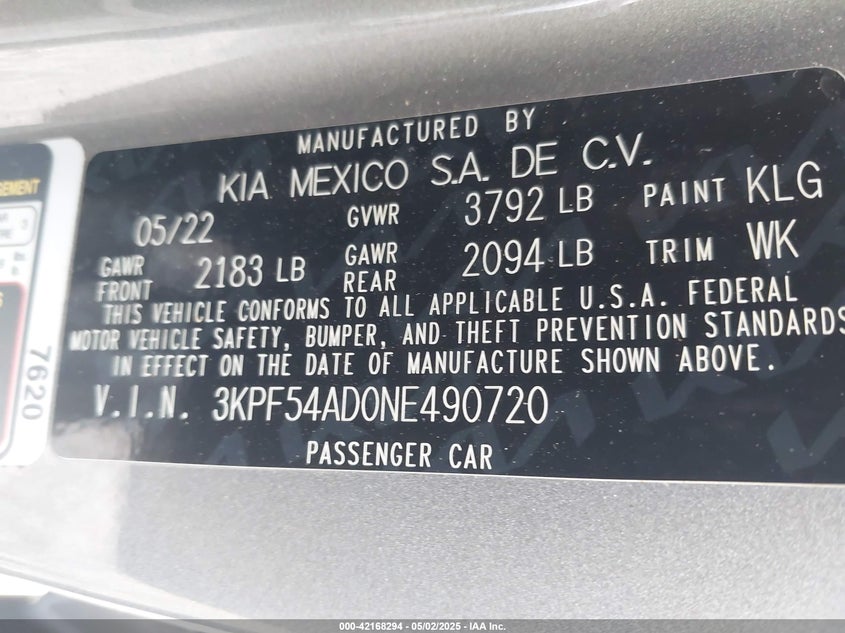 MANUFACTURED BY
KIA MEXICO S.A. DE C.V.
05/22 GVWR 3792 LB PAINT KLG
GAWR FRONT 2183 LB GAWR REAR 2094 LB TRIM WK
THIS VEHICLE CONFORMS TO ALL APPLICABLE U.S.A. FEDERAL
MOTOR VEHICLE SAFETY, BUMPER, AND THEFT PREVENTION STANDARDS
IN EFFECT ON THE DATE OF MANUFACTURE SHOWN ABOVE.
V.I.N. 3KPF54AD0NE490720
PASSENGER CAR
7620
000-42168294 - 05/02/2025 - IAA Inc.